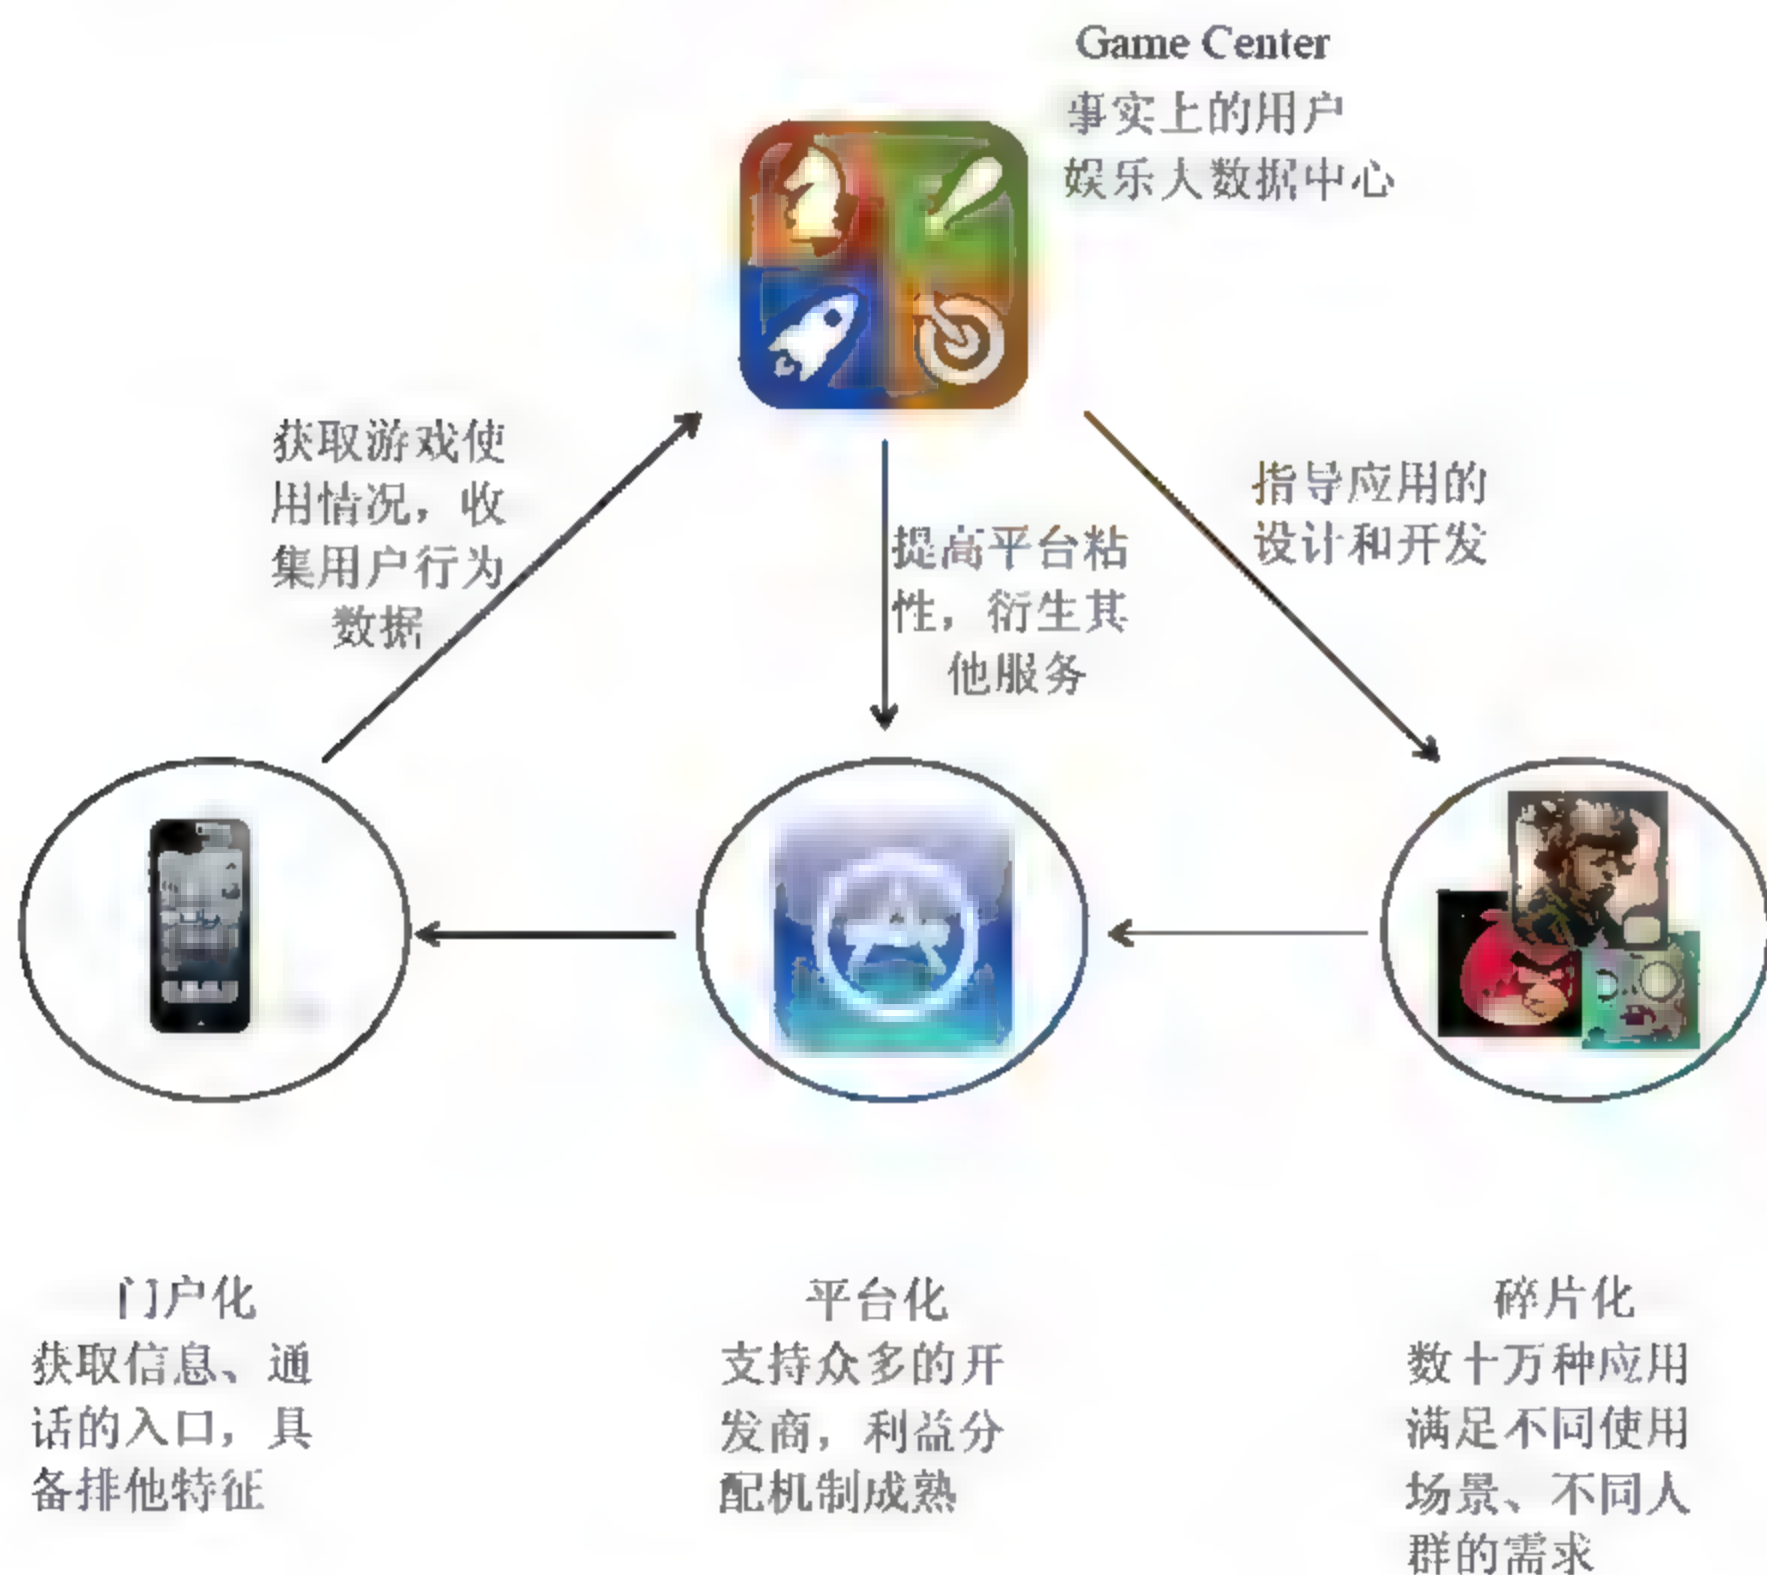 Game Center
事实上的用户
娱乐大数据中心
获取游戏使
用情况，收
集用户行为
数据
提高平台粘
性，衍生其
他服务
指导应用的
设计和开发
门户化
获取信息、通
话的入口，具
备排他特征
平台化
支持众多的开
发商，利益分
配机制成熟
碎片化
数十万种应用
满足不同使用
场景、不同人
群的需求